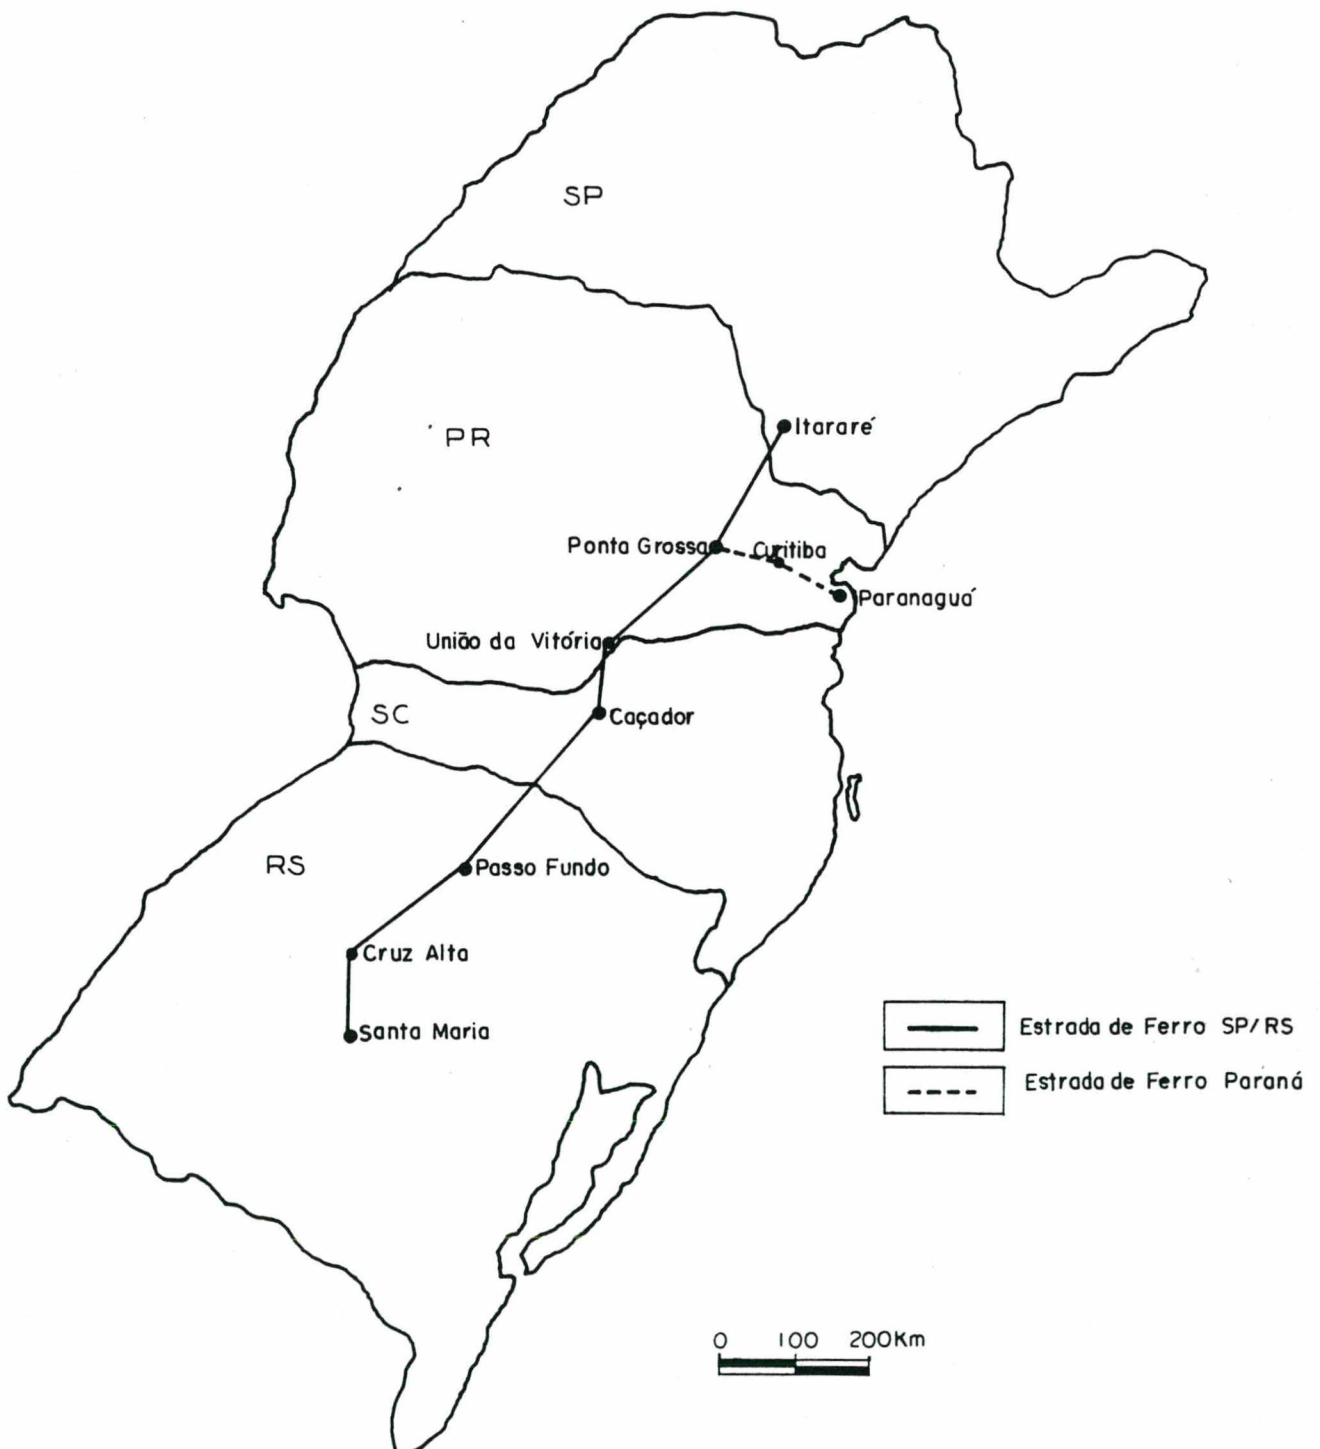 SP
PR
Itararé
Ponta Grossa
Curitiba
Paranaguá
União da Vitória
SC
Caçador
RS
Passo Fundo
Cruz Alta
Santa Maria
Estrada de Ferro SP/RS
Estrada de Ferro Paraná
0 100 200Km